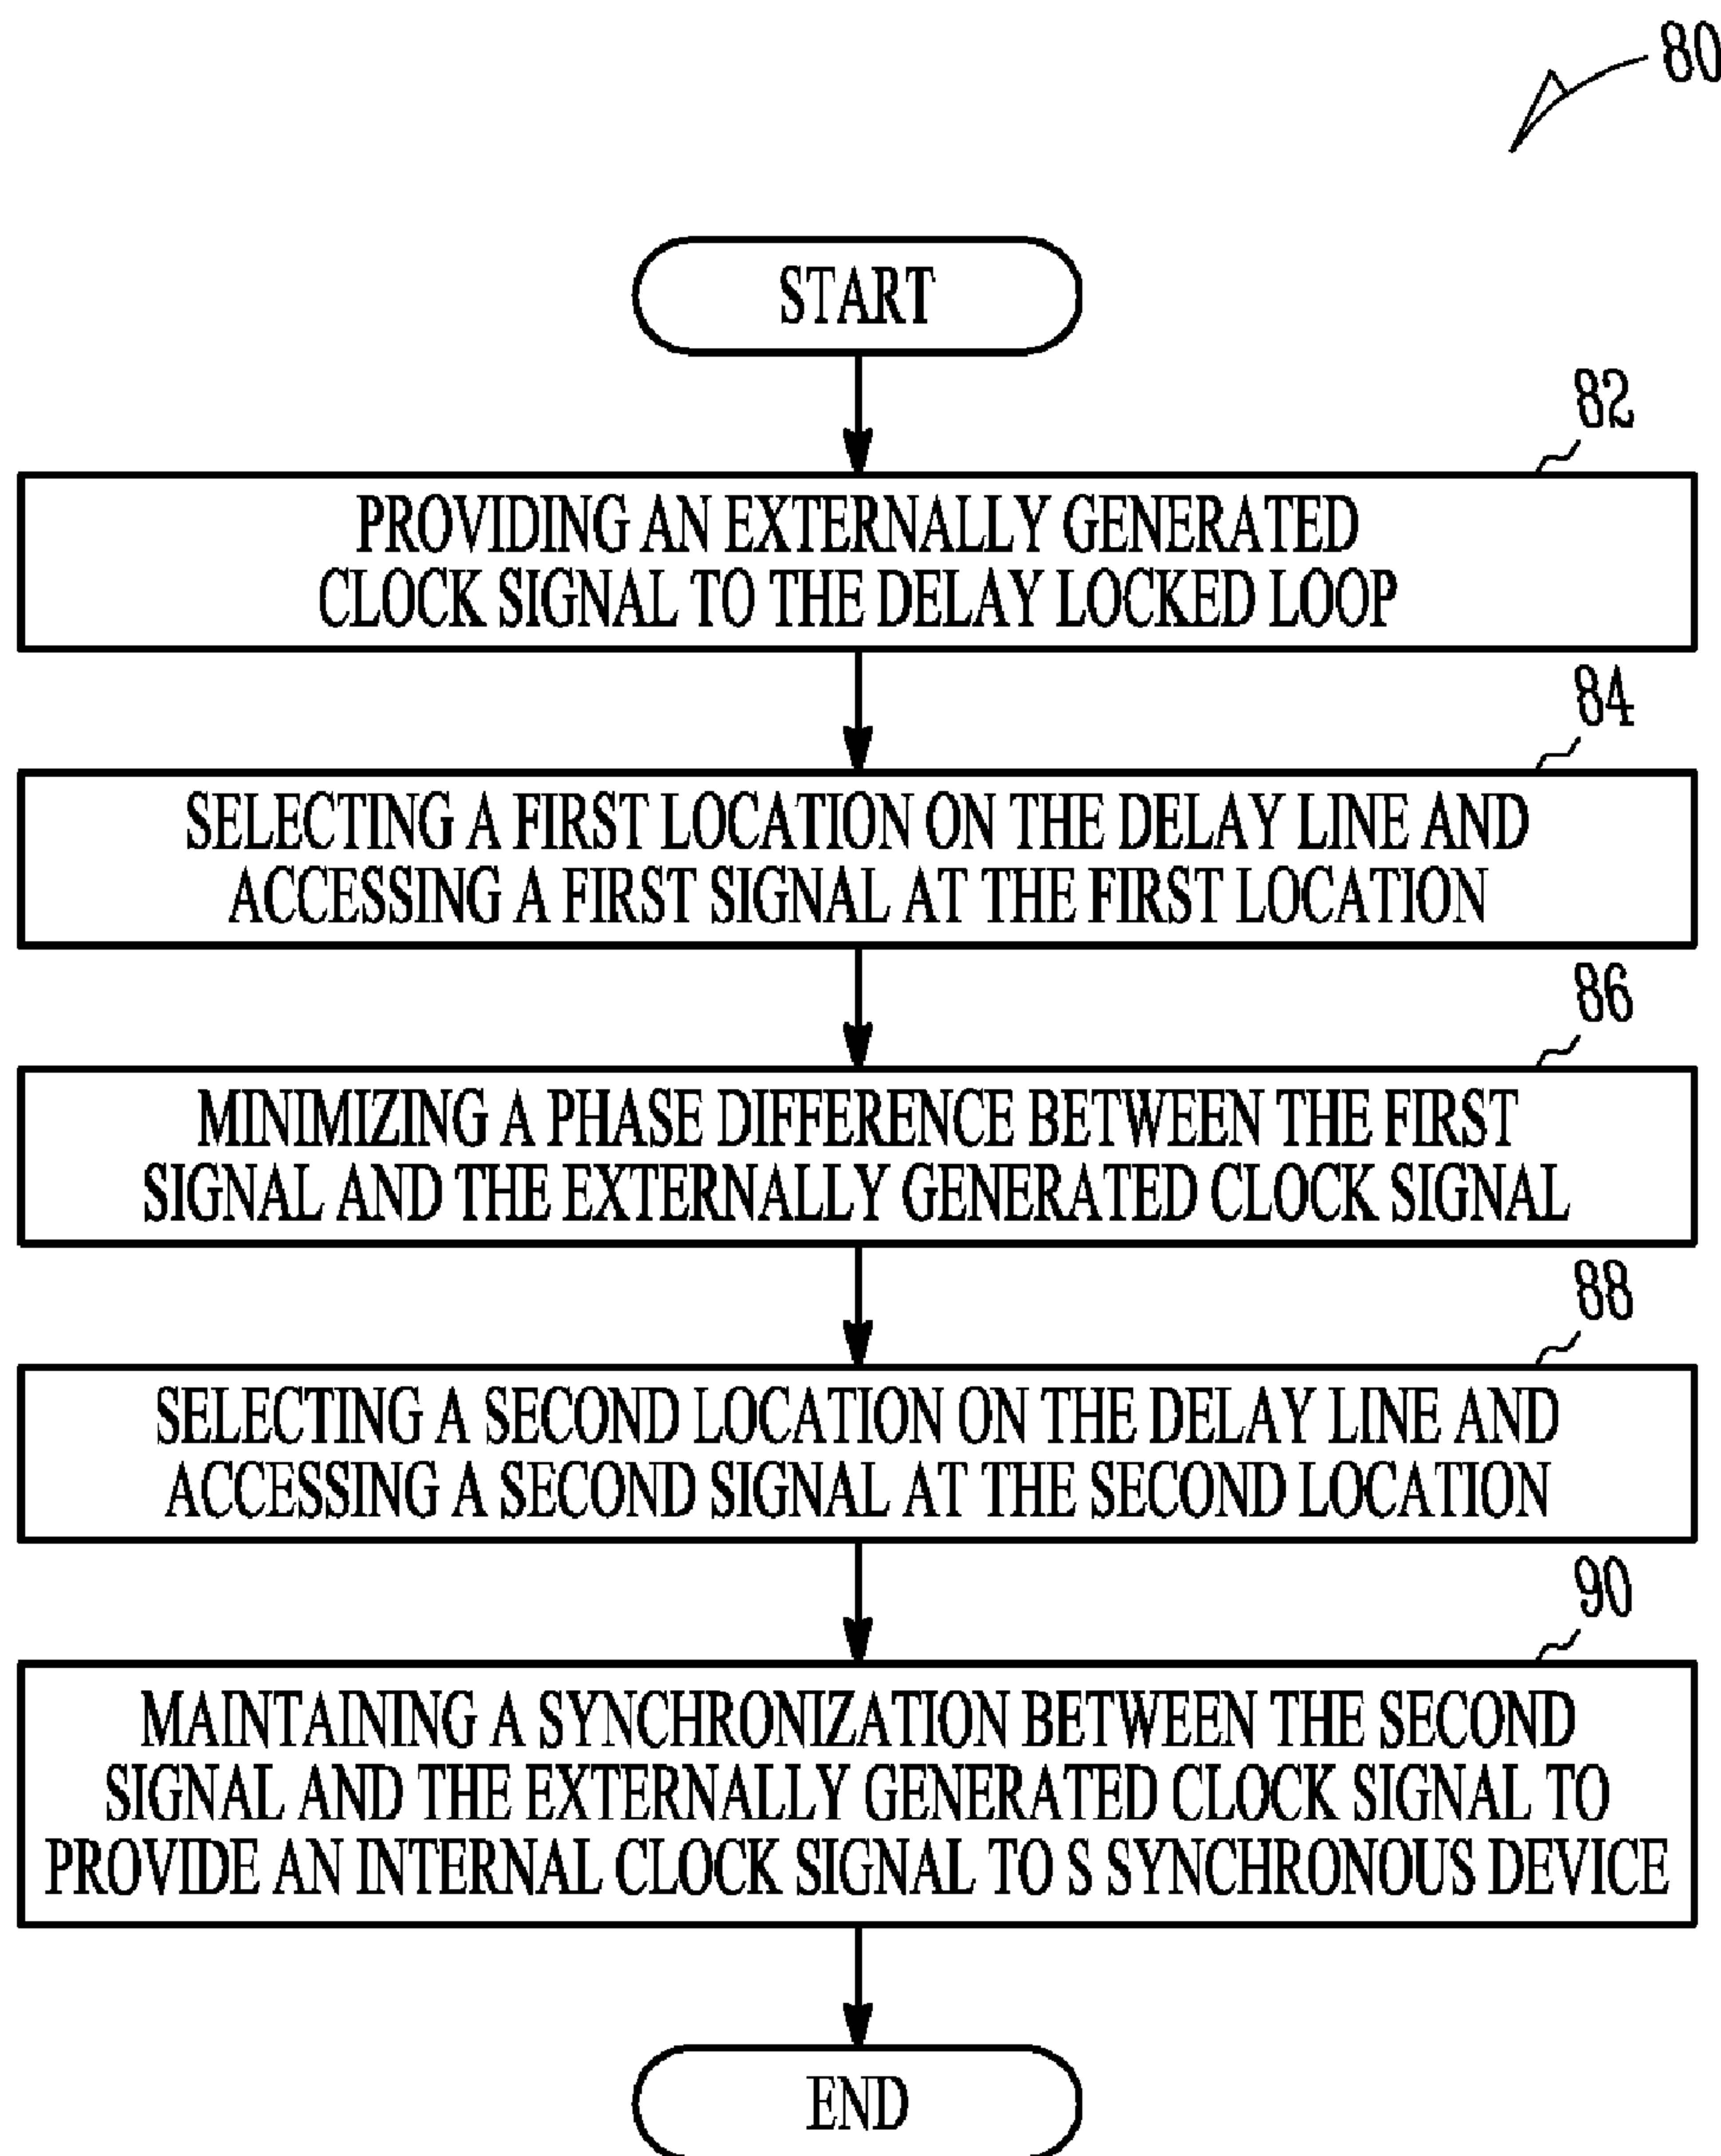 80
START
82
PROVIDING AN EXTERNALLY GENERATED
CLOCK SIGNAL TO THE DELAY LOCKED LOOP
84
SELECTING A FIRST LOCATION ON THE DELAY LINE AND
ACCESSING A FIRST SIGNAL AT THE FIRST LOCATION
86
MINIMIZING A PHASE DIFFERENCE BETWEEN THE FIRST
SIGNAL AND THE EXTERNALLY GENERATED CLOCK SIGNAL
88
SELECTING A SECOND LOCATION ON THE DELAY LINE AND
ACCESSING A SECOND SIGNAL AT THE SECOND LOCATION
90
MAINTAINING A SYNCHRONIZATION BETWEEN THE SECOND
SIGNAL AND THE EXTERNALLY GENERATED CLOCK SIGNAL TO
PROVIDE AN INTERNAL CLOCK SIGNAL TO S SYNCHRONOUS DEVICE
END